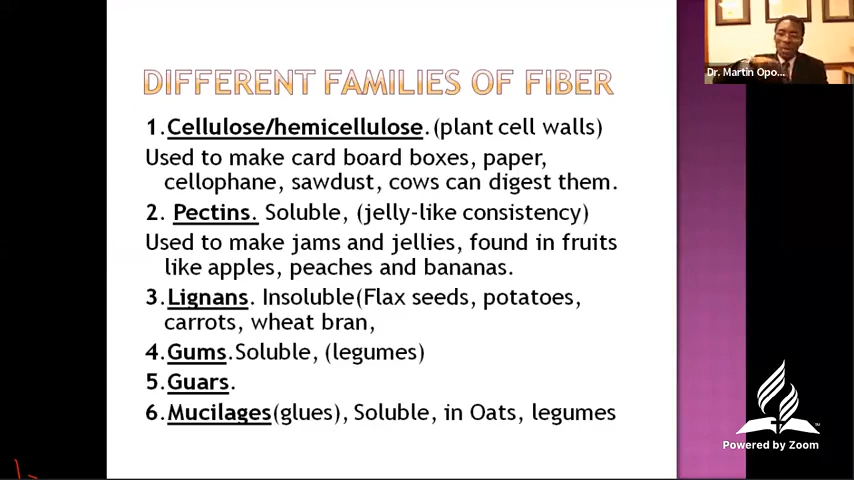 DIFFERENT FAMILIES OF FIBER
1.Cellulose/hemicellulose. (plant cell walls)
Used to make card board boxes, paper,
cellophane, sawdust, cows can digest them.
2. Pectins. Soluble, (jelly-like consistency)
Used to make jams and jellies, found in fruits
like apples, peaches and bananas.
3.Lignans. Insoluble(Flax seeds, potatoes,
carrots, wheat bran,
4.Gums.Soluble, (legumes)
5.Guars.
6.Mucilages(glues), Soluble, in Oats, legumes
Dr. Martin Opo...
Powered by Zoom